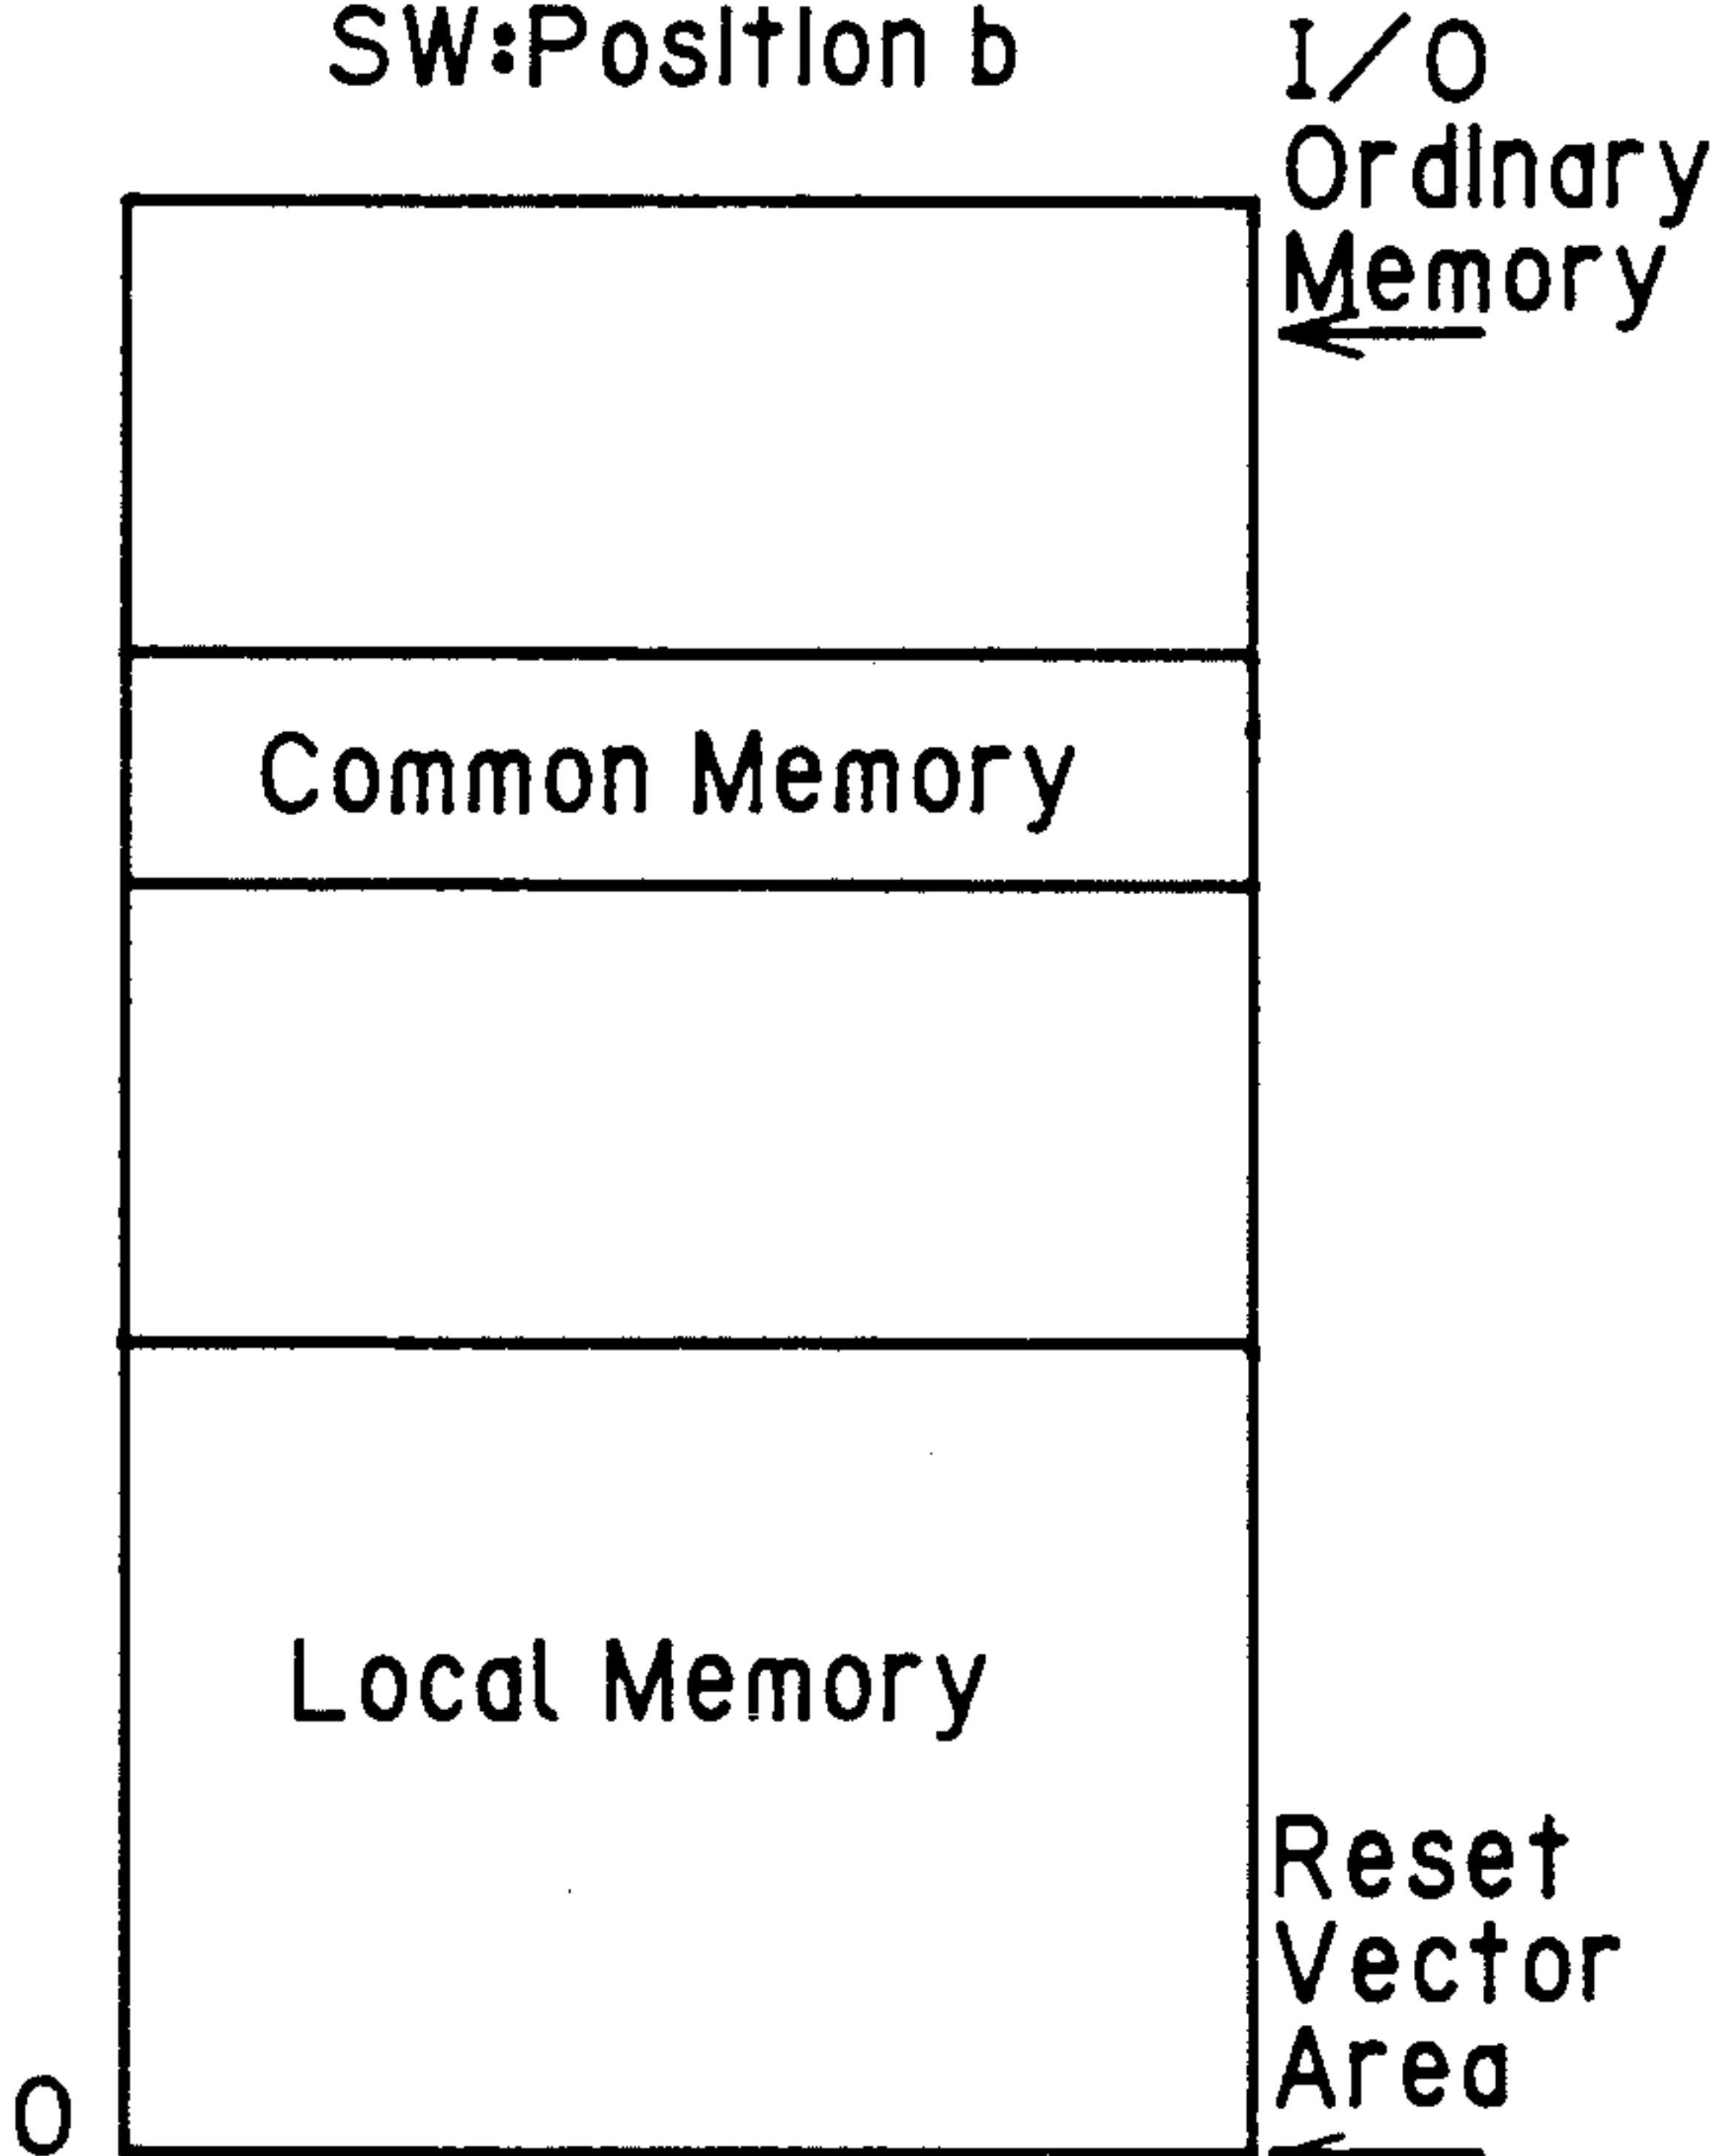 SW:Position b
I/O
Ordinary
Memory
Common Memory
Local Memory
Reset
Vector
Area
0